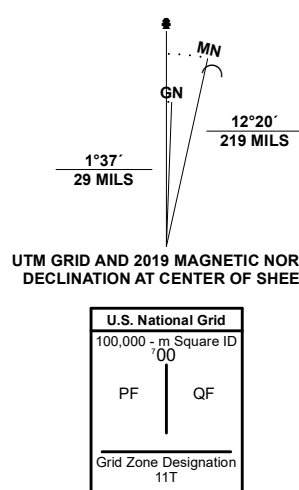 MN
GN
12°20´
219 MILS
1°37´
29 MILS
UTM GRID AND 2019 MAGNETIC NOR
DECLINATION AT CENTER OF SHEE
U.S. National Grid
100,000 - m Square ID
⁷00
PF QF
Grid Zone Designation
11T